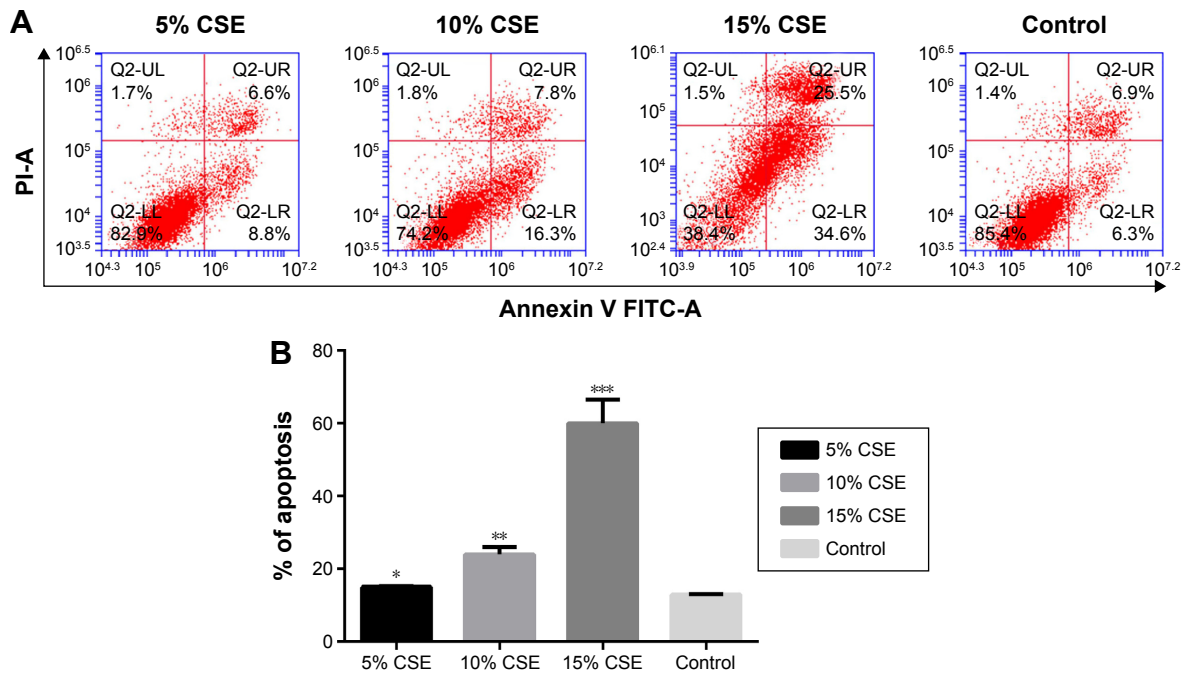 A
5% CSE
10% CSE
15% CSE
Control
PI-A
10^6.5
10^6
10^5
10^4
10^3.5
Q2-UL
1.7%
Q2-UR
6.6%
Q2-LL
82.9%
Q2-LR
8.8%
10^4.3 10^5 10^6 10^7.2
10^6.5
10^6
10^5
10^4
10^3.5
Q2-UL
1.8%
Q2-UR
7.8%
Q2-LL
74.2%
Q2-LR
16.3%
10^4.3 10^5 10^6 10^7.2
10^6.1
10^5
10^4
10^3
10^2.4
Q2-UL
1.5%
Q2-UR
25.5%
Q2-LL
38.4%
Q2-LR
34.6%
10^3.9 10^5 10^6 10^7.2
10^6.5
10^6
10^5
10^4
10^3.5
Q2-UL
1.4%
Q2-UR
6.9%
Q2-LL
85.4%
Q2-LR
6.3%
10^4.3 10^5 10^6 10^7.2
Annexin V FITC-A
B
% of apoptosis
80
60
40
20
0
*
**
***
5% CSE
10% CSE
15% CSE
Control
5% CSE
10% CSE
15% CSE
Control